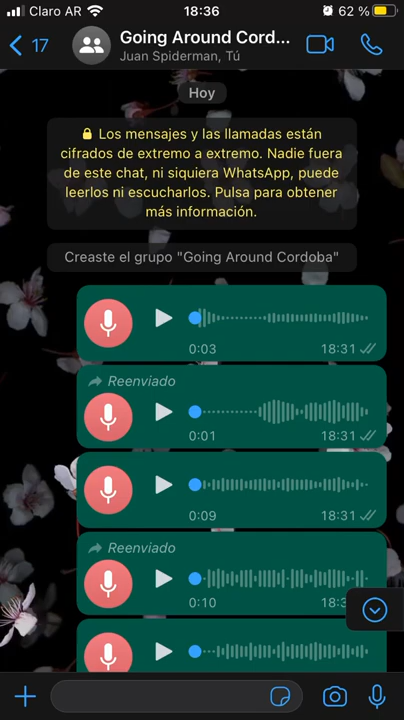 Claro AR
18:36
62 %
17
Going Around Cord...
Juan Spiderman, Tú
Hoy
Los mensajes y las llamadas están
cifrados de extremo a extremo. Nadie fuera
de este chat, ni siquiera WhatsApp, puede
leerlos ni escucharlos. Pulsa para obtener
más información.
Creaste el grupo "Going Around Cordoba"
0:03 18:31
Reenviado
0:01 18:31
0:09 18:31
Reenviado
0:10